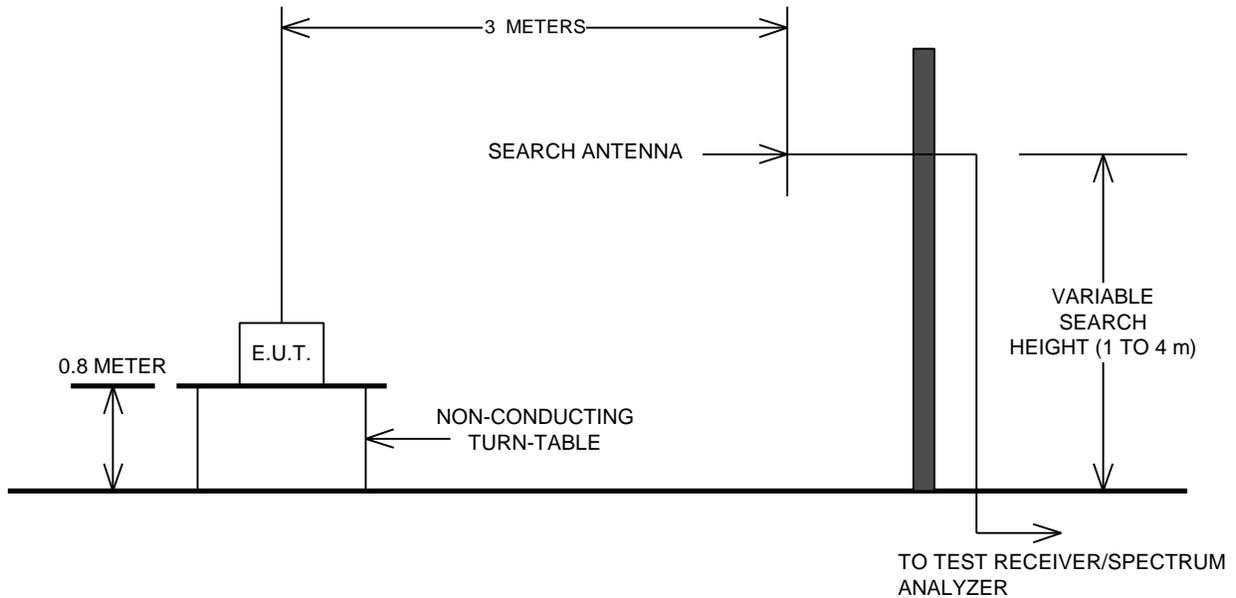 3 METERS
SEARCH ANTENNA
VARIABLE
SEARCH
HEIGHT (1 TO 4 m)
E.U.T.
0.8 METER
NON-CONDUCTING
TURN-TABLE
TO TEST RECEIVER/SPECTRUM
ANALYZER